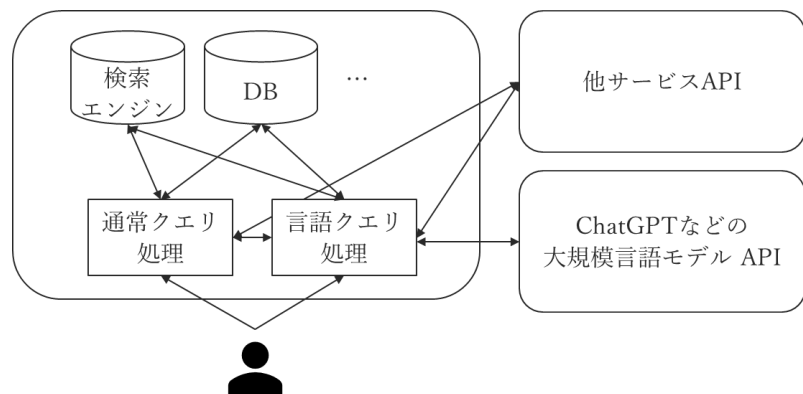 検索
エンジン
DB
…
他サービスAPI
通常クエリ
処理
言語クエリ
処理
ChatGPTなどの
大規模言語モデル API